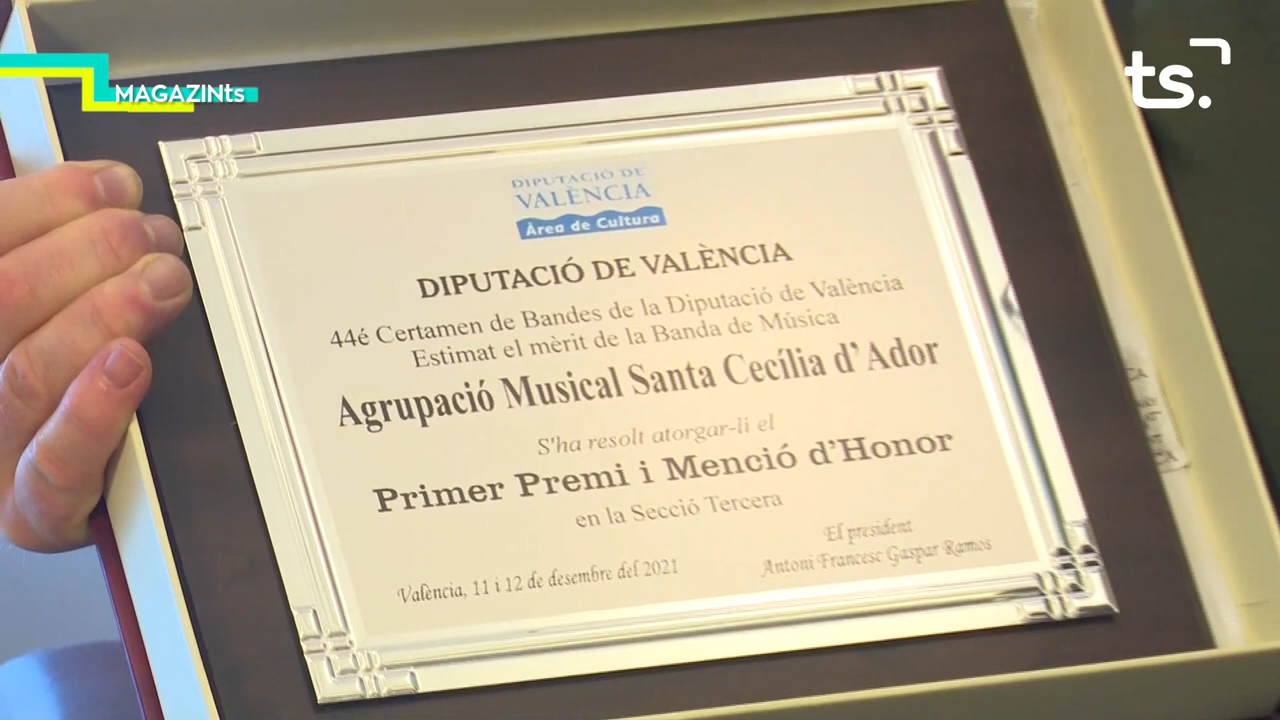 MAGAZINts
ts.
DIPUTACIÓ DE
VALÈNCIA
Àrea de Cultura
DIPUTACIÓ DE VALÈNCIA
44é Certamen de Bandes de la Diputació de València
Estimat el mèrit de la Banda de Música
Agrupació Musical Santa Cecília d'Ador
S'ha resolt atorgar-li el
Primer Premi i Menció d'Honor
en la Secció Tercera
El president
Antoni Francesc Gaspar Ramos
València, 11 i 12 de desembre del 2021